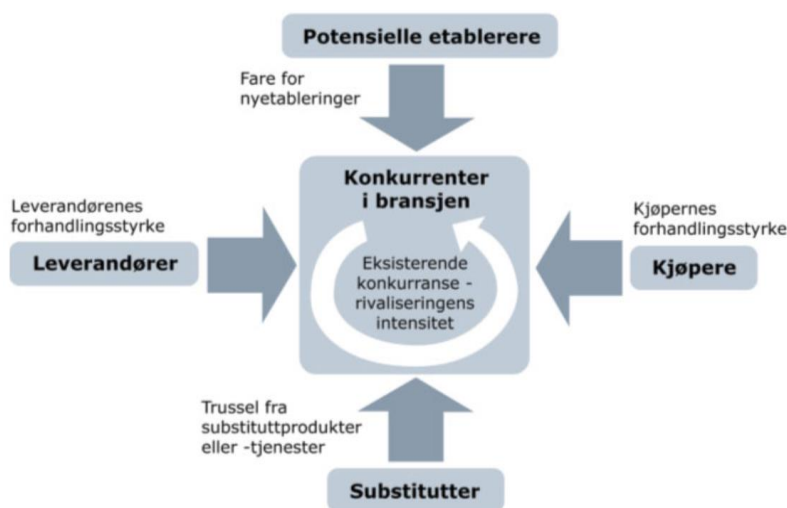 Potensielle etablerere
Fare for
nyetableringer
Konkurrenter
i bransjen
Leverandørenes
forhandlingsstyrke
Leverandører
Eksisterende
konkurranse -
rivaliseringens
intensitet
Kjøpernes
forhandlingsstyrke
Kjøpere
Trussel fra
substituttprodukter
eller -tjenester
Substitutter